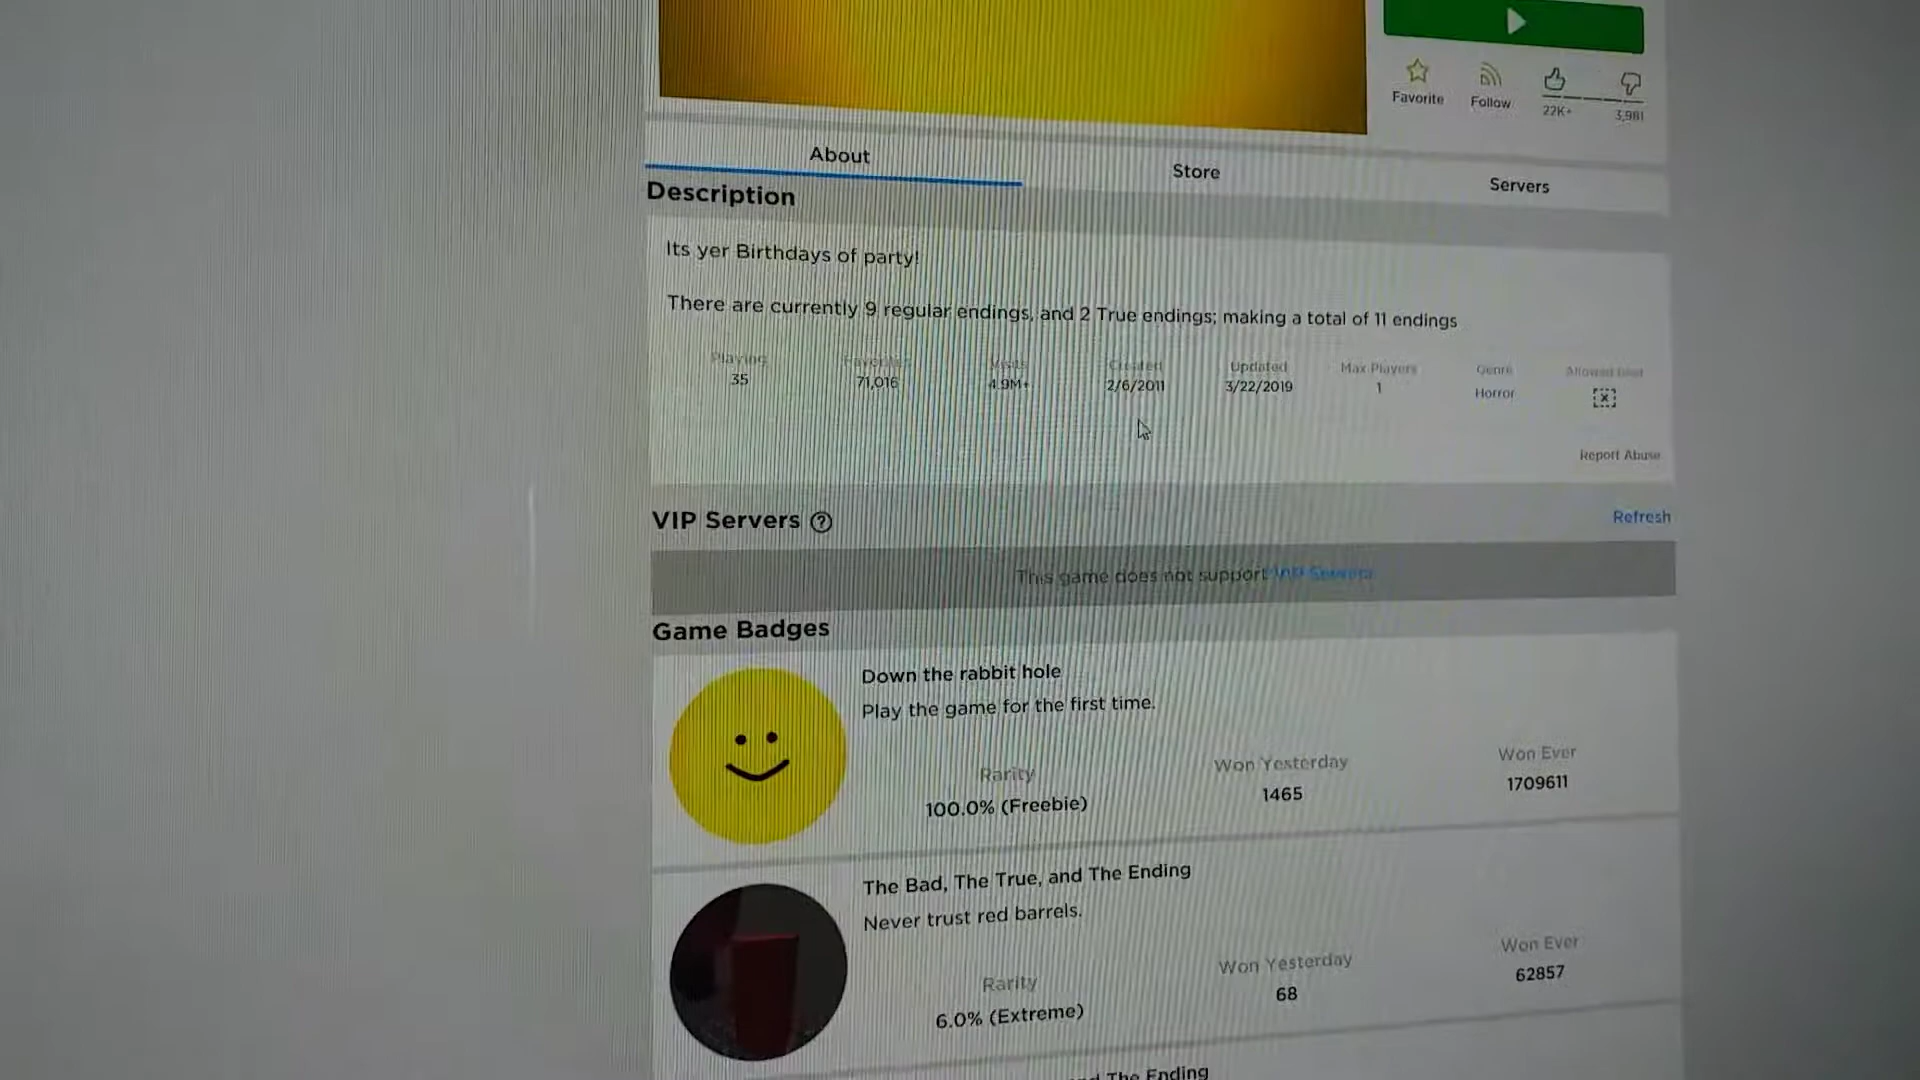 Favorite Follow 22K+ 3,981
About Store Servers
Description
Its yer Birthdays of party!
There are currently 9 regular endings, and 2 True endings; making a total of 11 endings
Playing Favorites Visits Created Updated Max Players Genre Allowed Gear
35 71,016 4.9M+ 2/6/2011 3/22/2019 1 Horror
Report Abuse
VIP Servers ?
Refresh
This game does not support VIP Servers.
Game Badges
Down the rabbit hole
Play the game for the first time.
Rarity Won Yesterday Won Ever
100.0% (Freebie) 1465 1709611
The Bad, The True, and The Ending
Never trust red barrels.
Rarity Won Yesterday Won Ever
6.0% (Extreme) 68 62857
The Ending